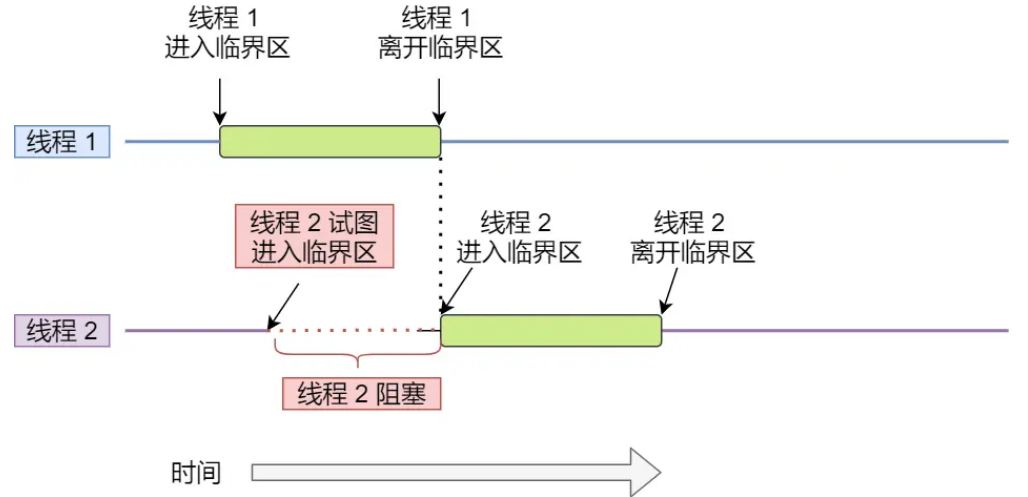 线程 1
进入临界区
线程 1
离开临界区
线程 1
线程 2 试图
进入临界区
线程 2
进入临界区
线程 2
离开临界区
线程 2
线程 2 阻塞
时间